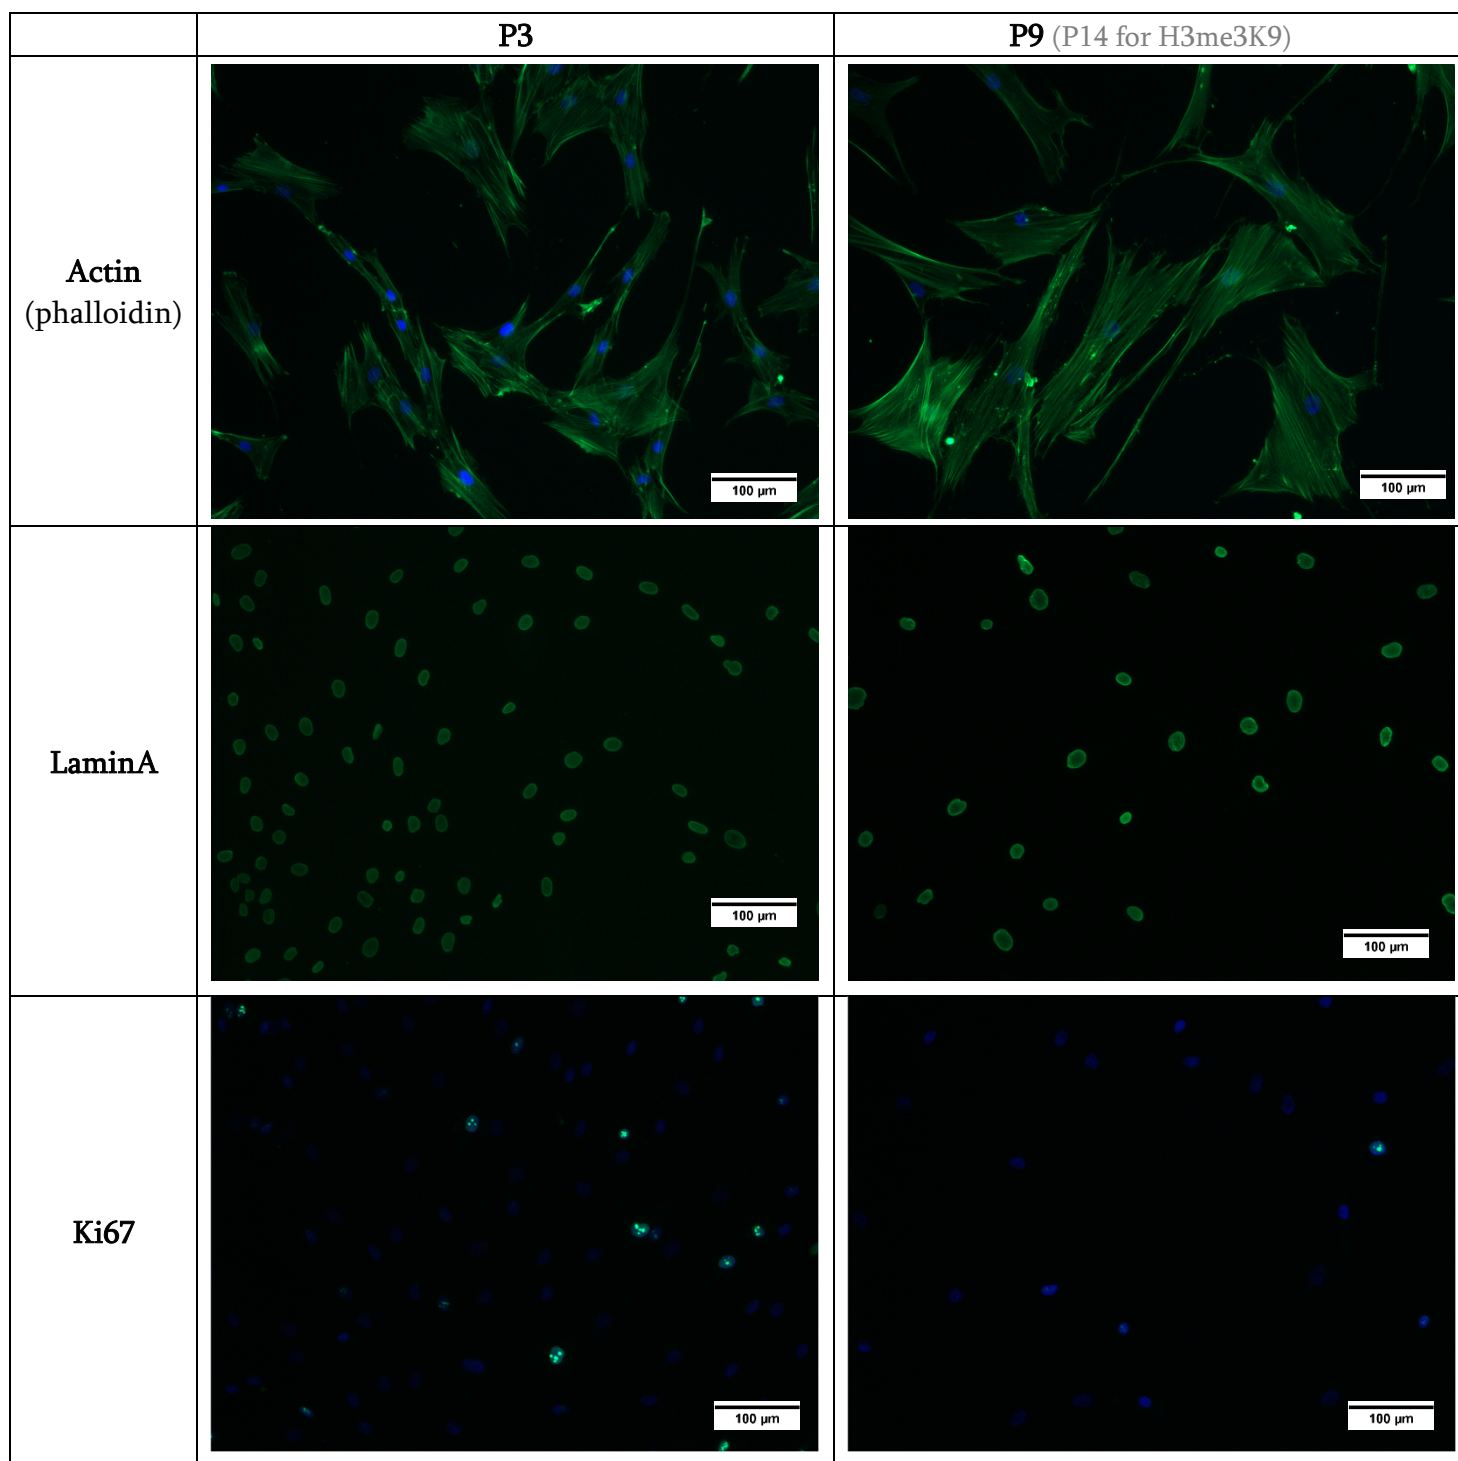 P3
P9 (P14 for H3me3K9)
Actin
(phalloidin)
100 µm
100 µm
LaminA
100 µm
100 µm
Ki67
100 µm
100 µm